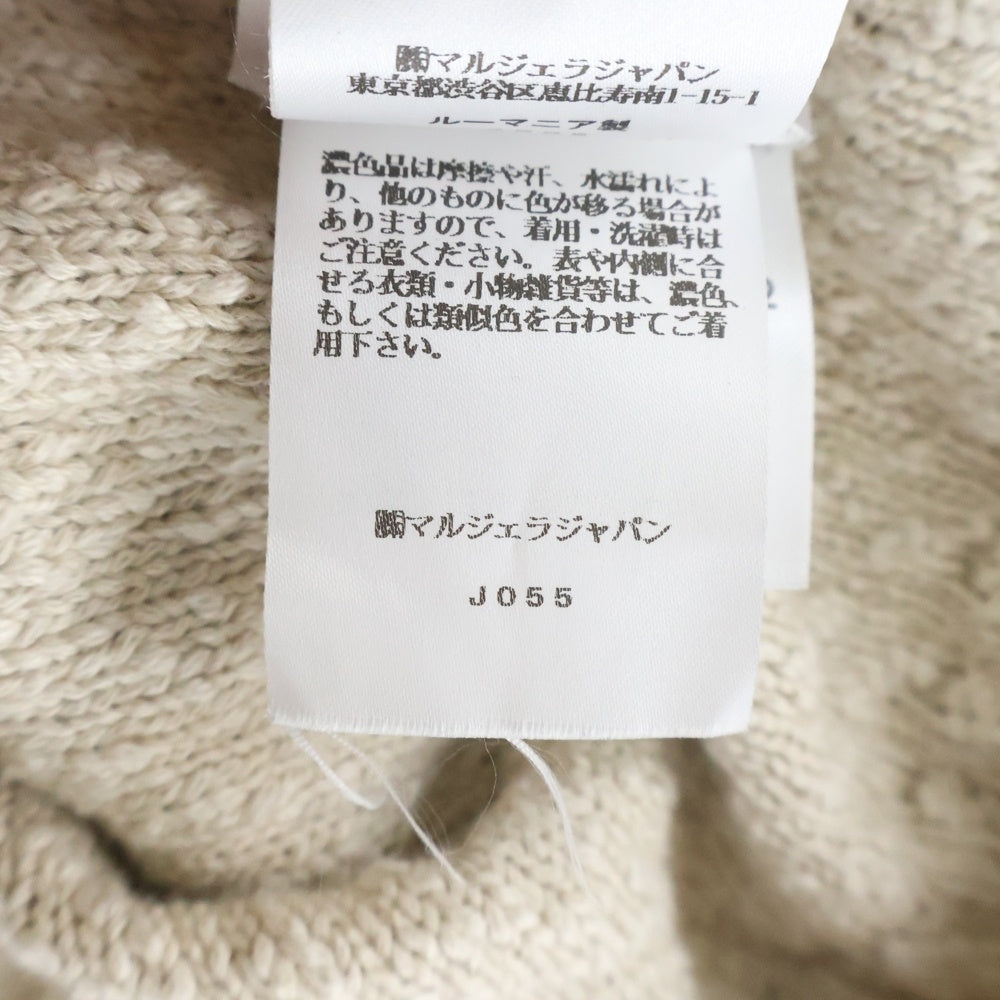 ㈱マルジェラジャパン
東京都渋谷区恵比寿南1-15-1
ルーマニア製
濃色品は摩擦や汗、水濡れによ
り、他のものに色が移る場合が
ありますので、着用・洗濯時は
ご注意ください。表や内側に合
せる衣類・小物雑貨等は、濃色、
もしくは類似色を合わせてご着
用下さい。
㈱マルジェラジャパン
J055
2